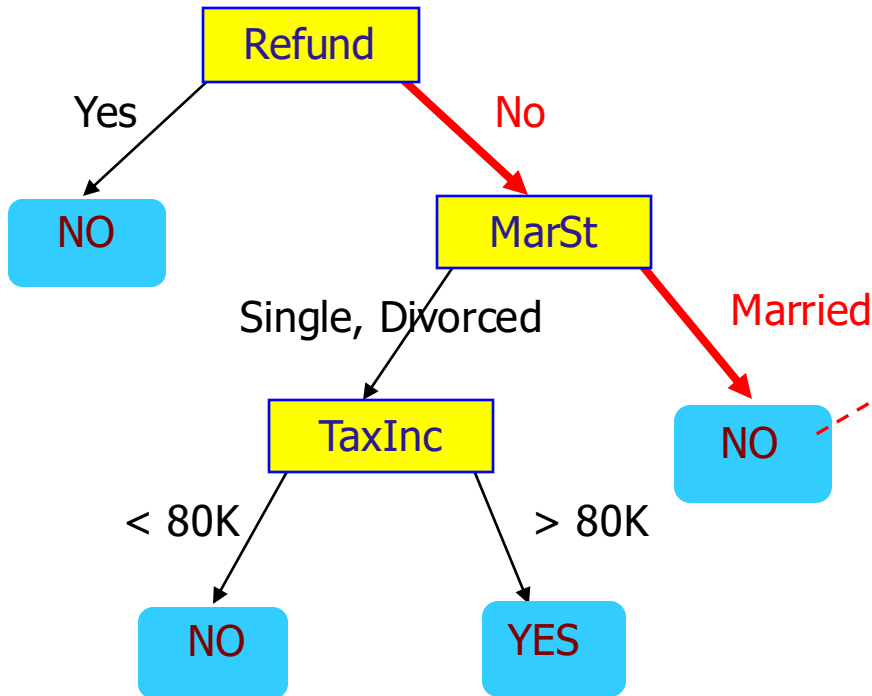 Refund
Yes
No
NO
MarSt
Single, Divorced
Married
TaxInc
NO
< 80K
> 80K
NO
YES